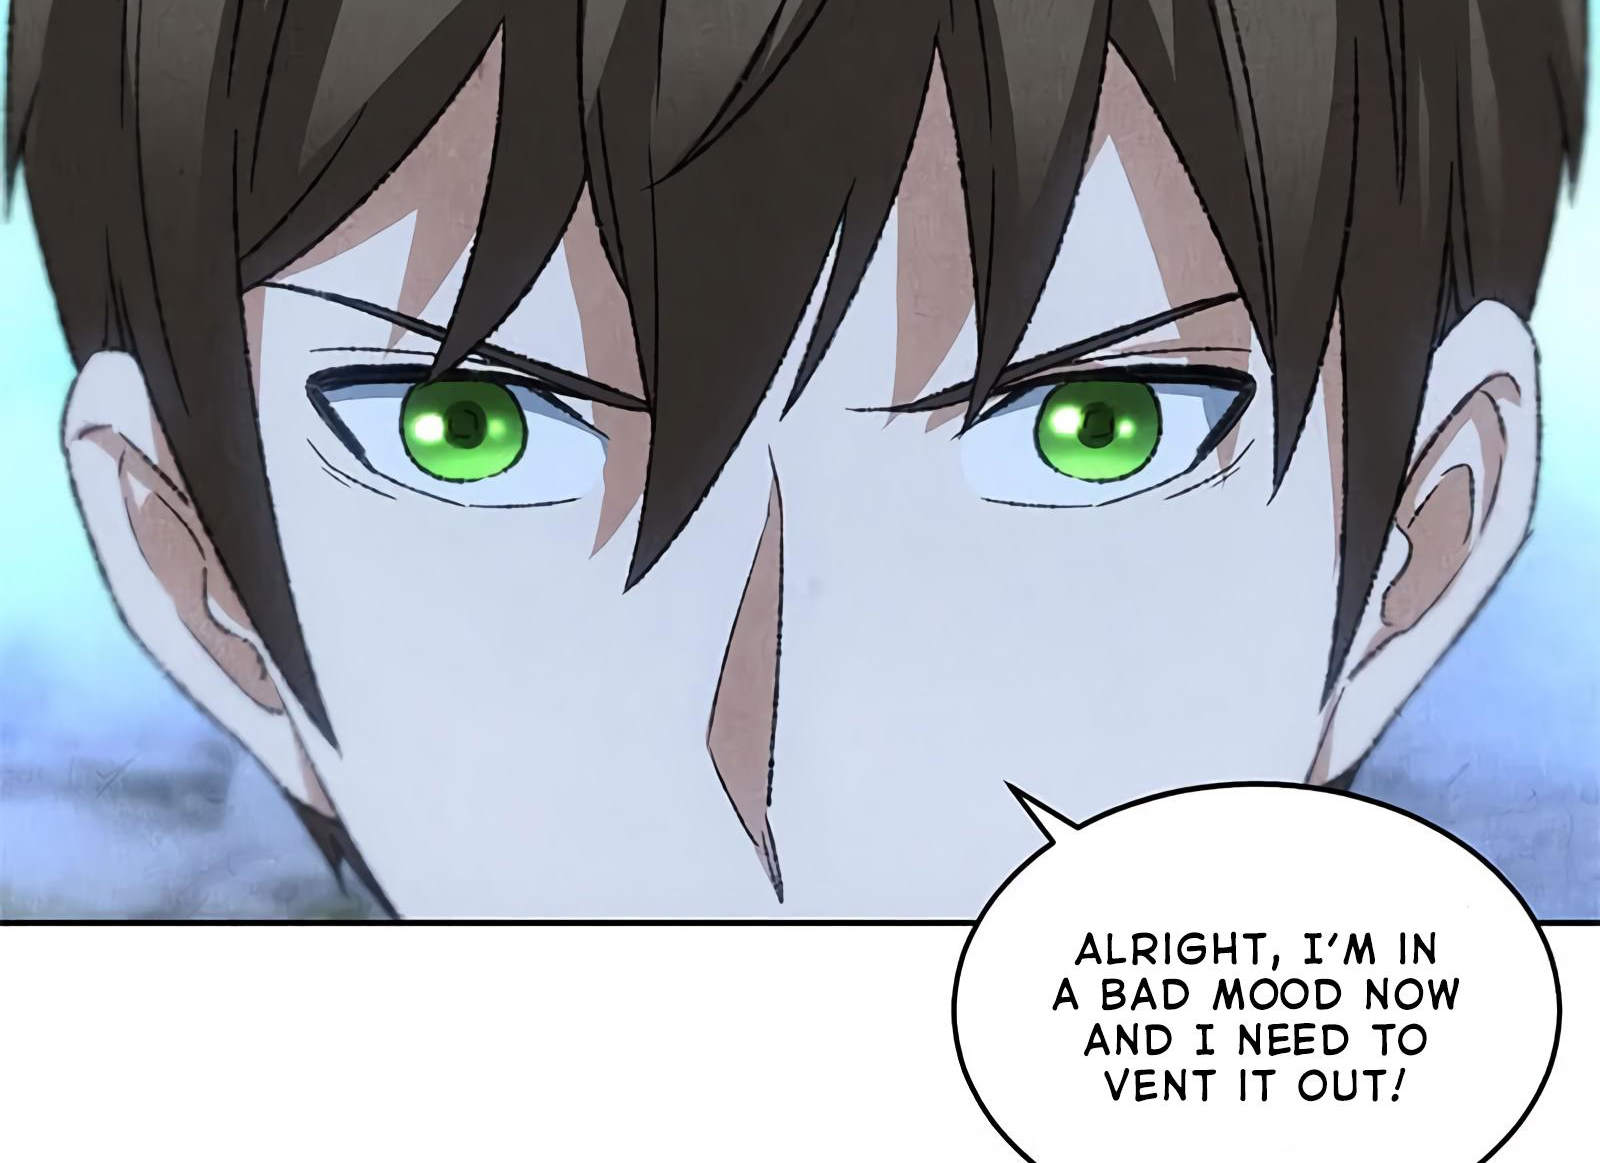 ALRIGHT, I'M IN
A BAD MOOD NOW
AND I NEED TO
VENT IT OUT!